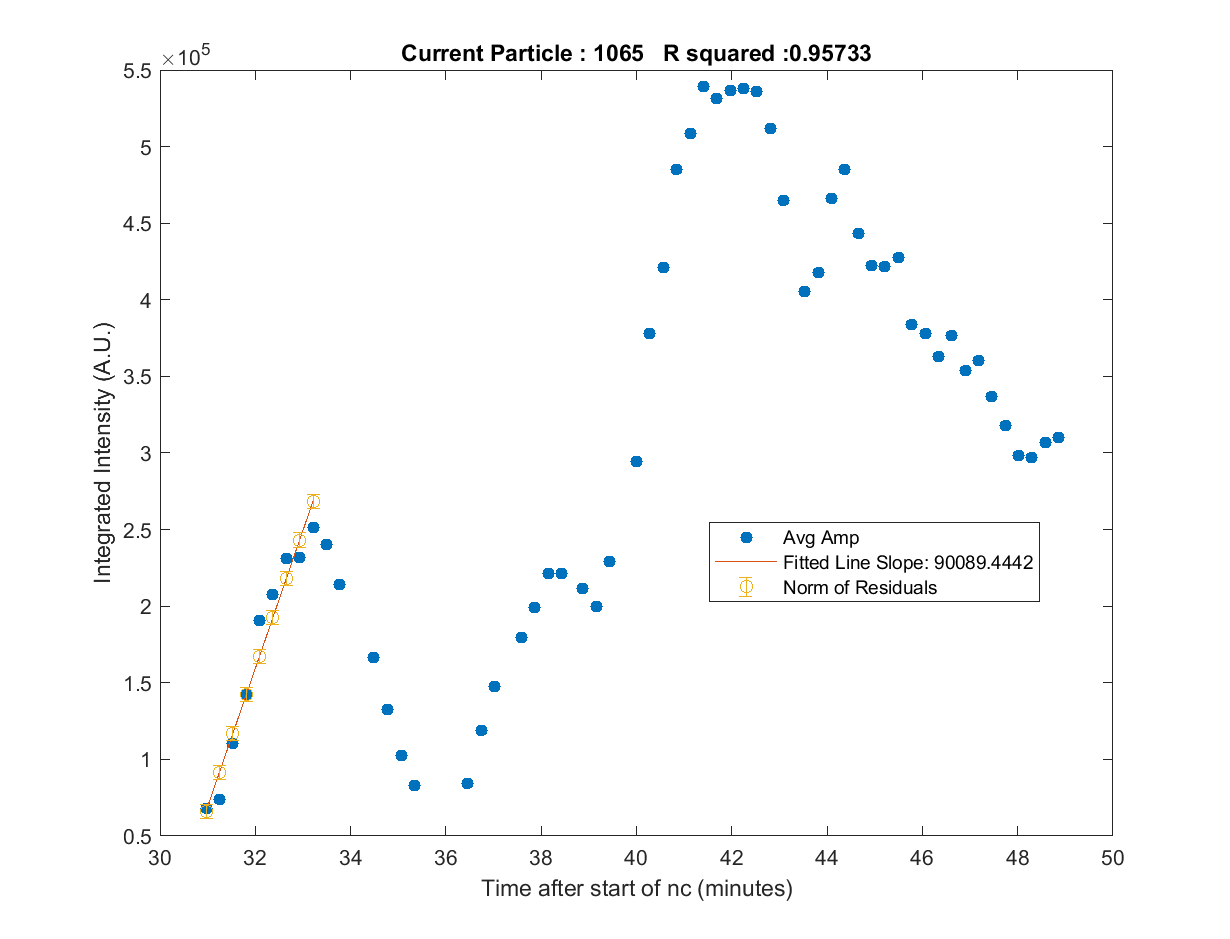 Current Particle : 1065   R squared :0.95733
×10^5
5.5
5
4.5
4
3.5
3
2.5
2
1.5
1
0.5
Integrated Intensity (A.U.)
Avg Amp
Fitted Line Slope: 90089.4442
Norm of Residuals
30 32 34 36 38 40 42 44 46 48 50
Time after start of nc (minutes)